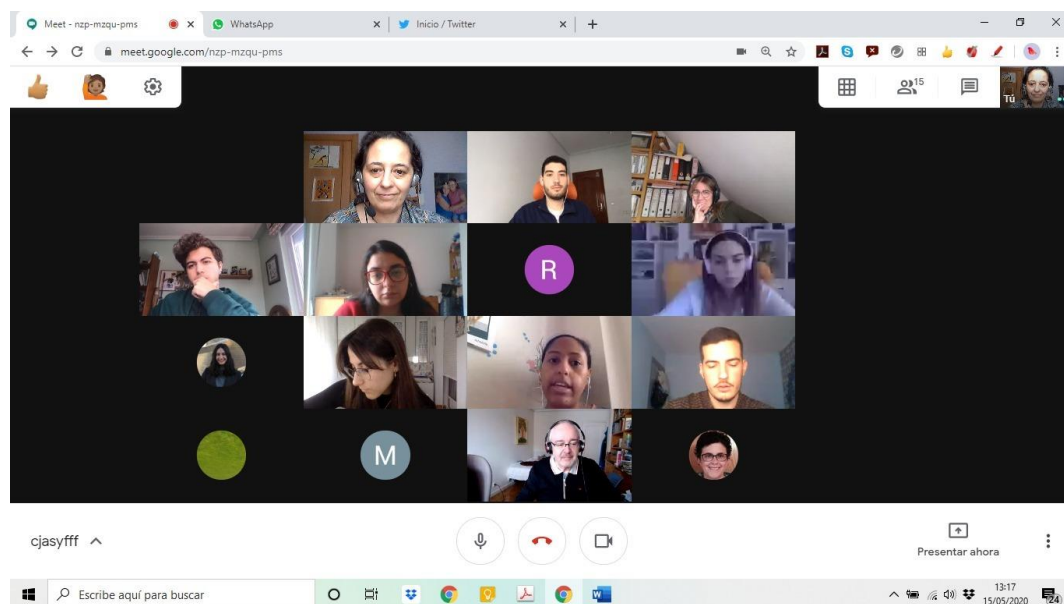 Meet - nzp-mzqu-pms
WhatsApp
Inicio / Twitter
meet.google.com/nzp-mzqu-pms
15
Tú
R
M
cjasyfff
Presentar ahora
Escribe aquí para buscar
13:17
15/05/2020
24